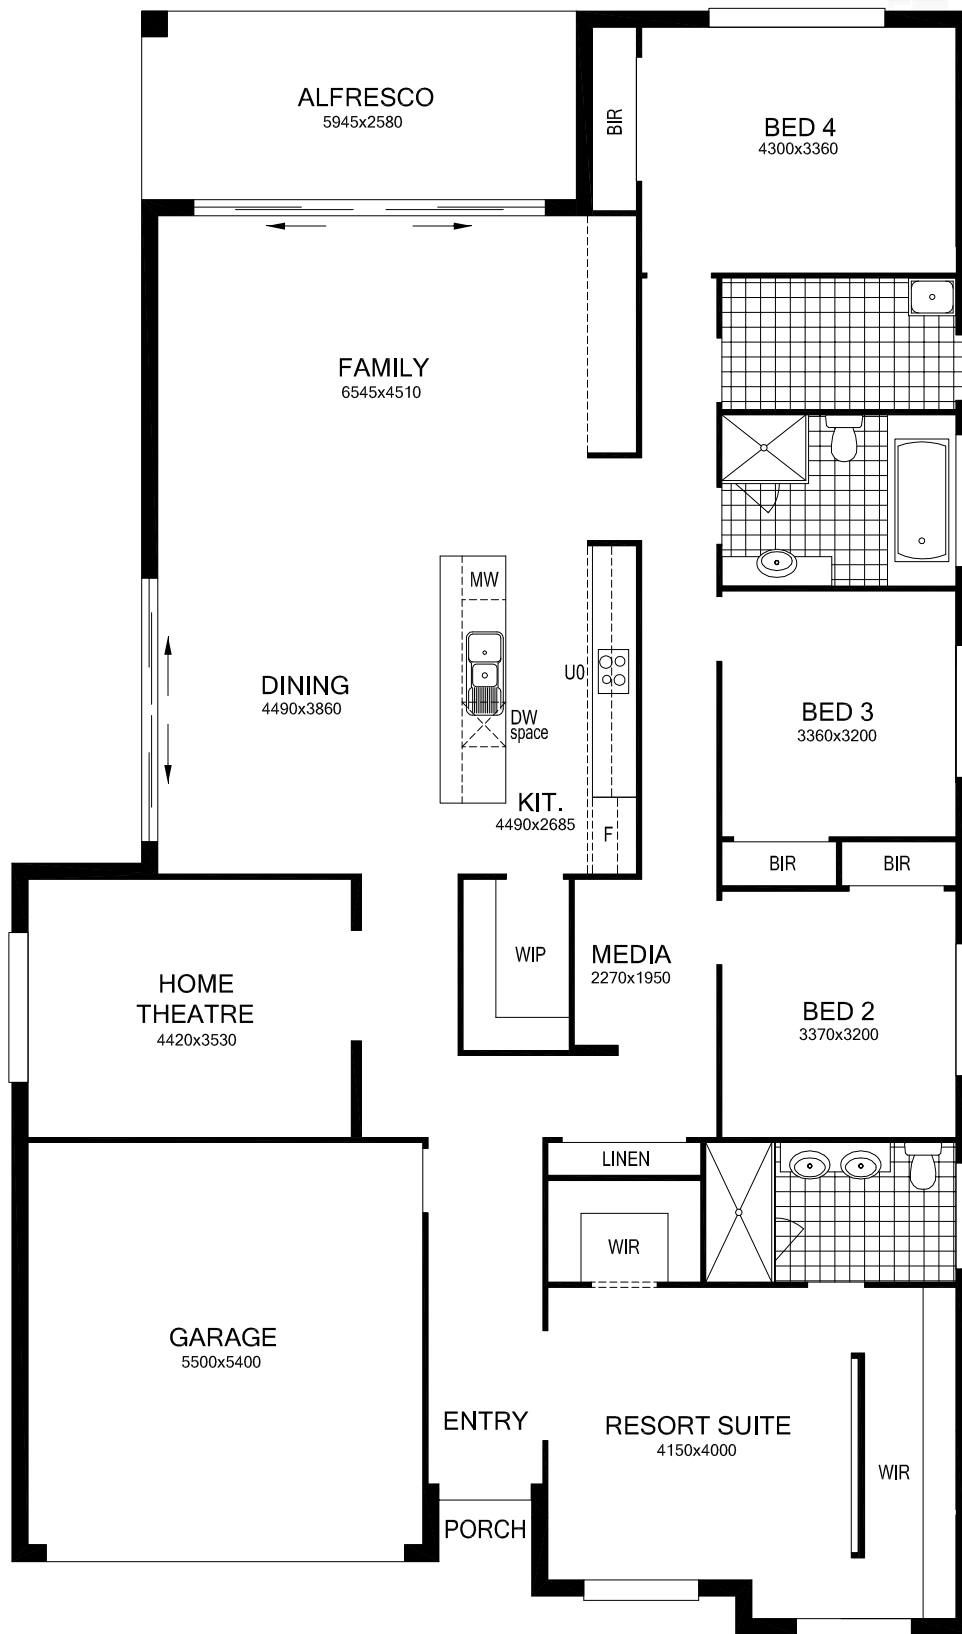 ALFRESCO
5945x2580
BIR
BED 4
4300x3360
FAMILY
6545x4510
MW
U0
DINING
4490x3860
DW
space
BED 3
3360x3200
KIT.
4490x2685
F
BIR
BIR
WIP
MEDIA
2270x1950
HOME
THEATRE
4420x3530
BED 2
3370x3200
LINEN
WIR
GARAGE
5500x5400
ENTRY
RESORT SUITE
4150x4000
WIR
PORCH